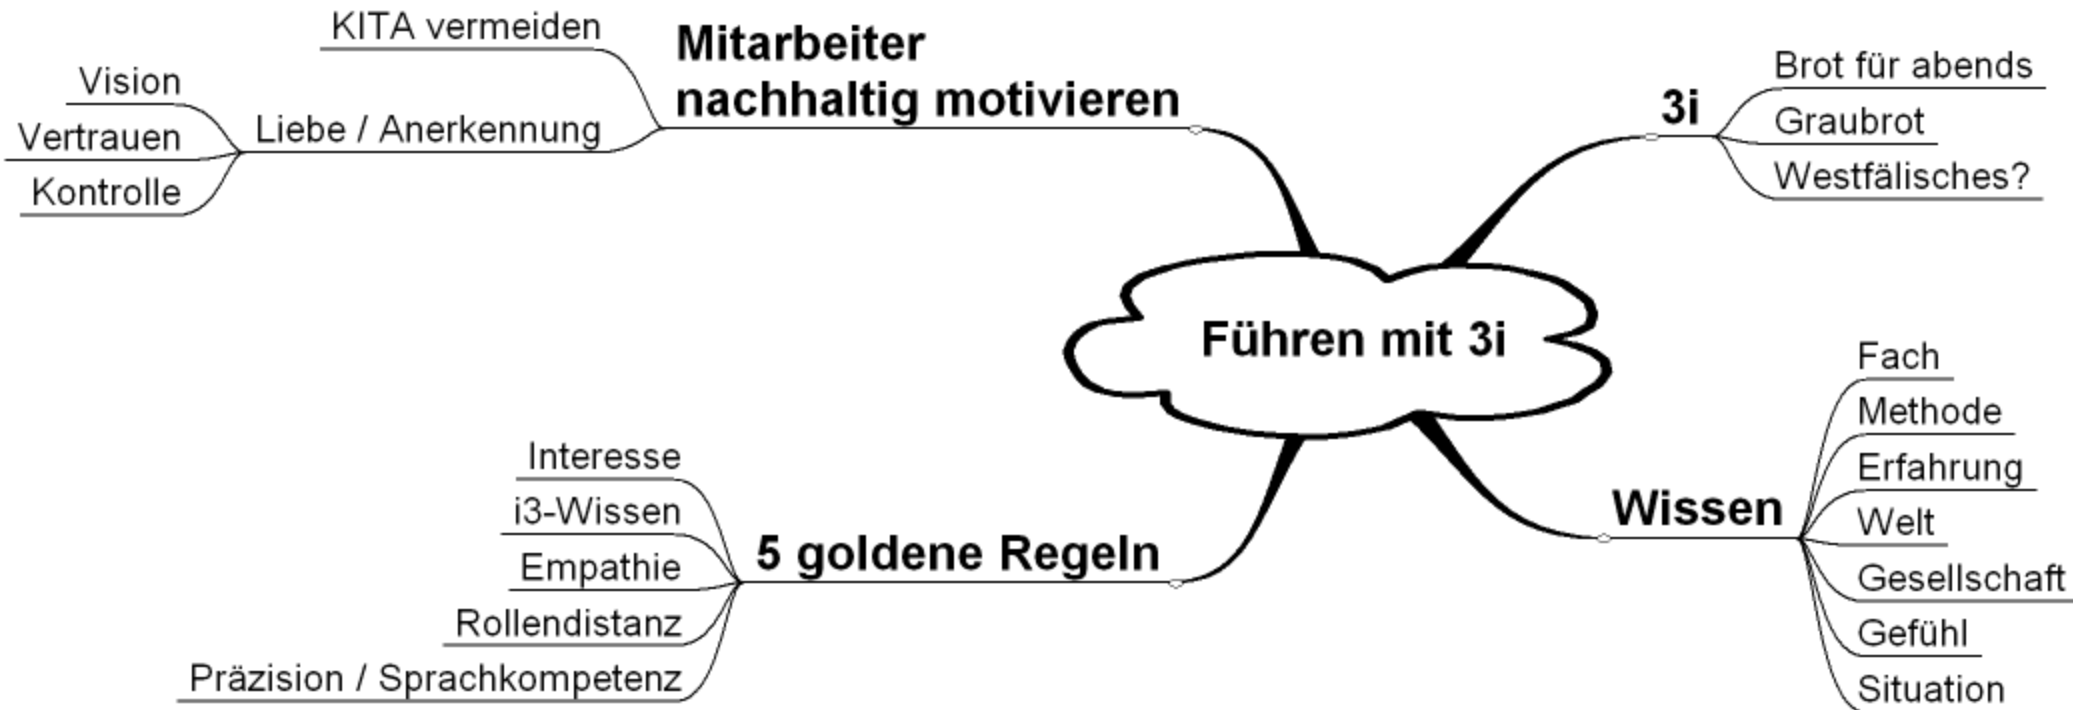 KITA vermeiden
Mitarbeiter
nachhaltig motivieren
Vision
Vertrauen
Kontrolle
Liebe / Anerkennung
3i
Brot für abends
Graubrot
Westfälisches?
Führen mit 3i
Interesse
i3-Wissen
Empathie
Rollendistanz
Präzision / Sprachkompetenz
5 goldene Regeln
Wissen
Fach
Methode
Erfahrung
Welt
Gesellschaft
Gefühl
Situation